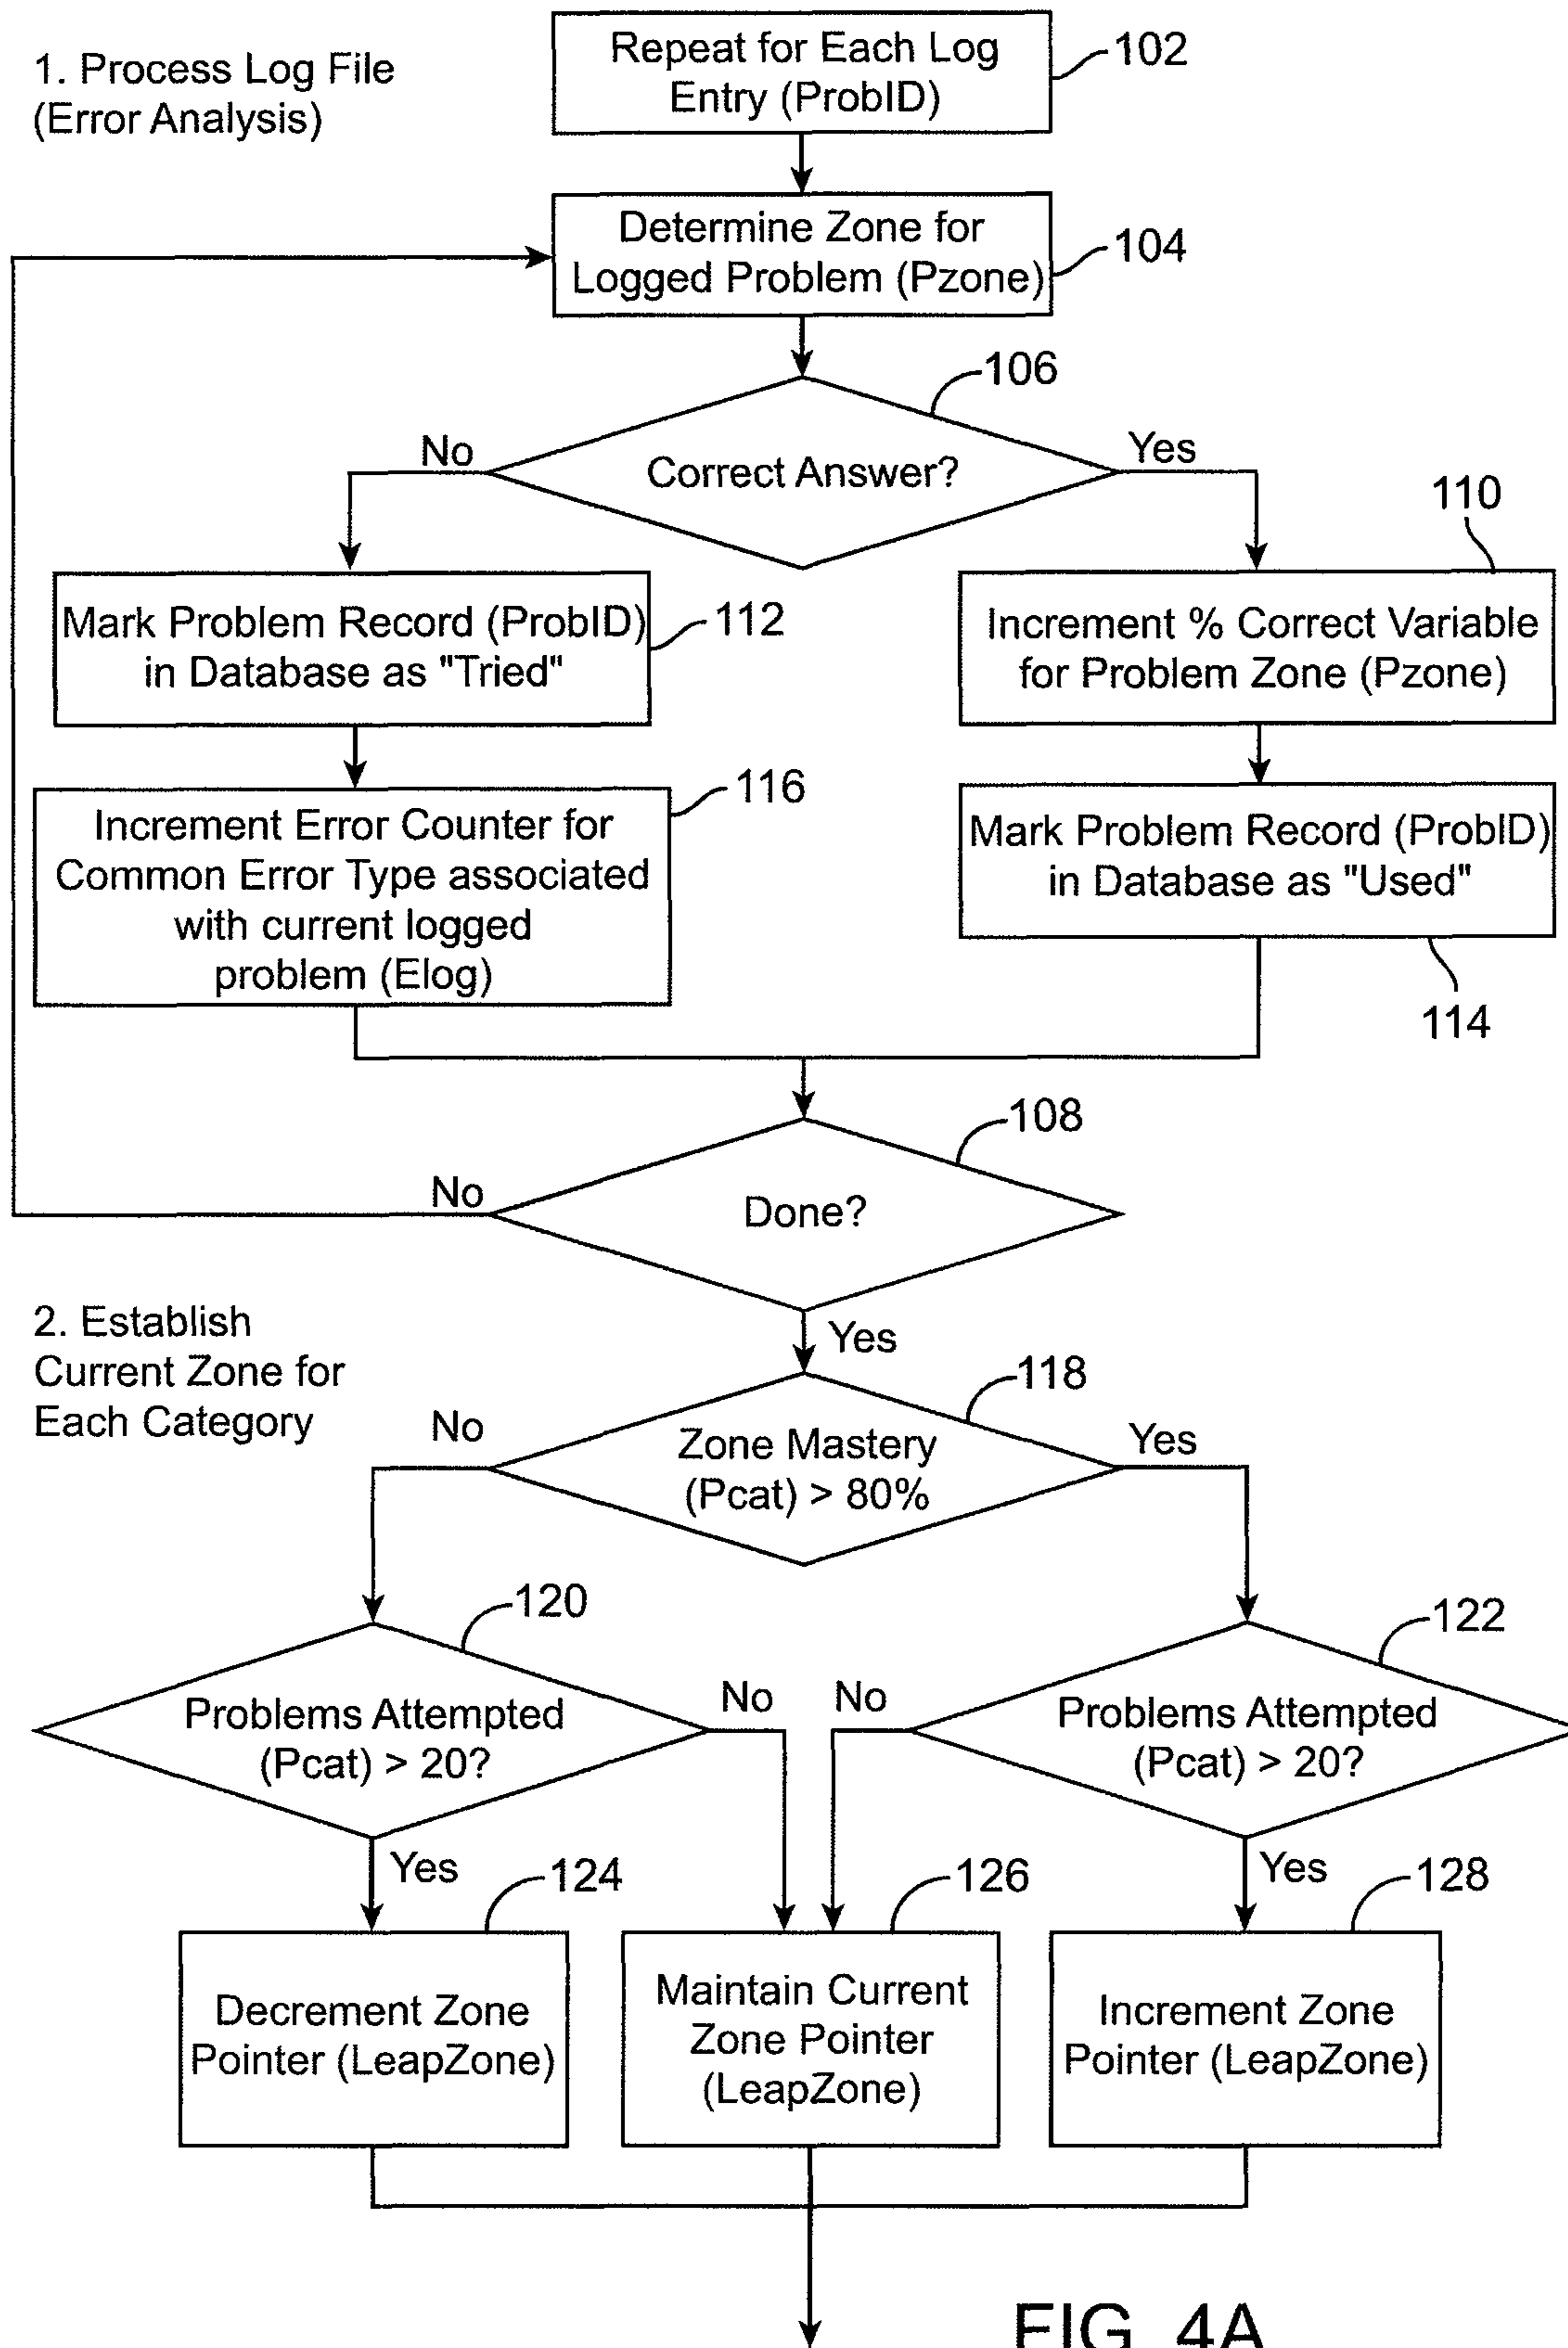 1. Process Log File
(Error Analysis)
Repeat for Each Log
Entry (ProbID)
102
Determine Zone for
Logged Problem (Pzone)
104
106
No
Correct Answer?
Yes
110
Mark Problem Record (ProbID)
in Database as "Tried"
112
Increment % Correct Variable
for Problem Zone (Pzone)
116
Increment Error Counter for
Common Error Type associated
with current logged
problem (Elog)
Mark Problem Record (ProbID)
in Database as "Used"
114
108
No
Done?
Yes
2. Establish
Current Zone for
Each Category
118
No
Zone Mastery
(Pcat) > 80%
Yes
120
Problems Attempted
(Pcat) > 20?
No
No
122
Problems Attempted
(Pcat) > 20?
Yes
124
126
Yes
128
Decrement Zone
Pointer (LeapZone)
Maintain Current
Zone Pointer
(LeapZone)
Increment Zone
Pointer (LeapZone)
FIG. 4A